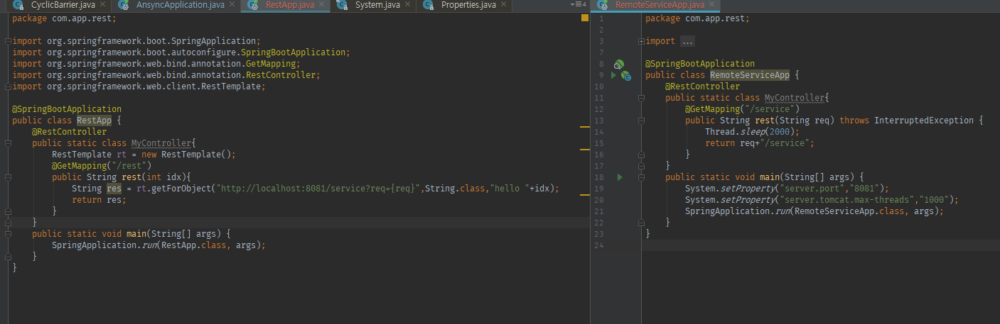 CyclicBarrier.java AnsyncApplication.java RestApp.java System.java Properties.java 4
package com.app.rest;
import org.springframework.boot.SpringApplication;
import org.springframework.boot.autoconfigure.SpringBootApplication;
import org.springframework.web.bind.annotation.GetMapping;
import org.springframework.web.bind.annotation.RestController;
import org.springframework.web.client.RestTemplate;
@SpringBootApplication
public class RestApp {
@RestController
public static class MyController{
RestTemplate rt = new RestTemplate();
@GetMapping("/rest")
public String rest(int idx){
String res = rt.getForObject("http://localhost:8081/service?req={req}",String.class,"hello "+idx);
return res;
}
}
public static void main(String[] args) {
SpringApplication.run(RestApp.class, args);
}
}
RemoteServiceApp.java
1 package com.app.rest;
2
3 import ...
7
8 @SpringBootApplication
9 public class RemoteServiceApp {
10 @RestController
11 public static class MyController{
12 @GetMapping("/service")
13 public String rest(String req) throws InterruptedException {
14 Thread.sleep(2000);
15 return req+"/service";
16 }
17 }
18 public static void main(String[] args) {
19 System.setProperty("server.port","8081");
20 System.setProperty("server.tomcat.max-threads","1000");
21 SpringApplication.run(RemoteServiceApp.class, args);
22 }
23 }
24